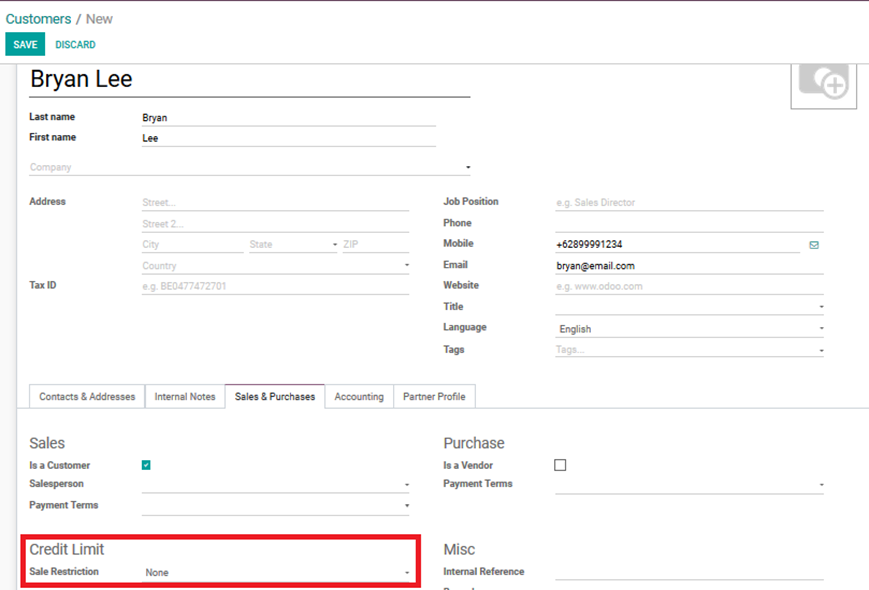 Customers / New
SAVE DISCARD
Bryan Lee
Last name Bryan
First name Lee
Company
Address Street...
Street 2...
City State ZIP
Country
Tax ID e.g. BE0477472701
Job Position e.g. Sales Director
Phone
Mobile +62899991234
Email bryan@email.com
Website e.g. www.odoo.com
Title
Language English
Tags Tags...
Contacts & Addresses Internal Notes Sales & Purchases Accounting Partner Profile
Sales
Is a Customer
Salesperson
Payment Terms
Purchase
Is a Vendor
Payment Terms
Credit Limit
Sale Restriction None
Misc
Internal Reference